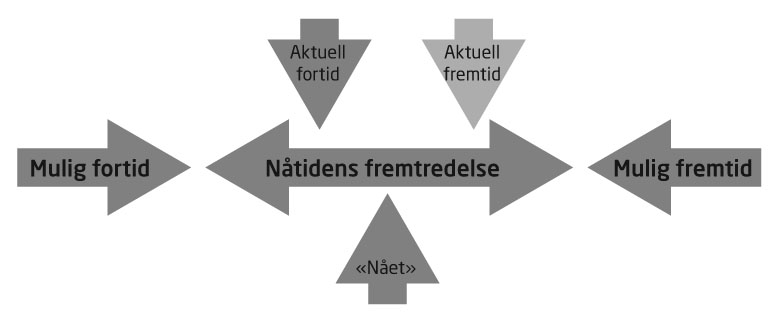 Aktuell
fortid
Aktuell
fremtid
Mulig fortid
Nåtidens fremtredelse
Mulig fremtid
«Nået»